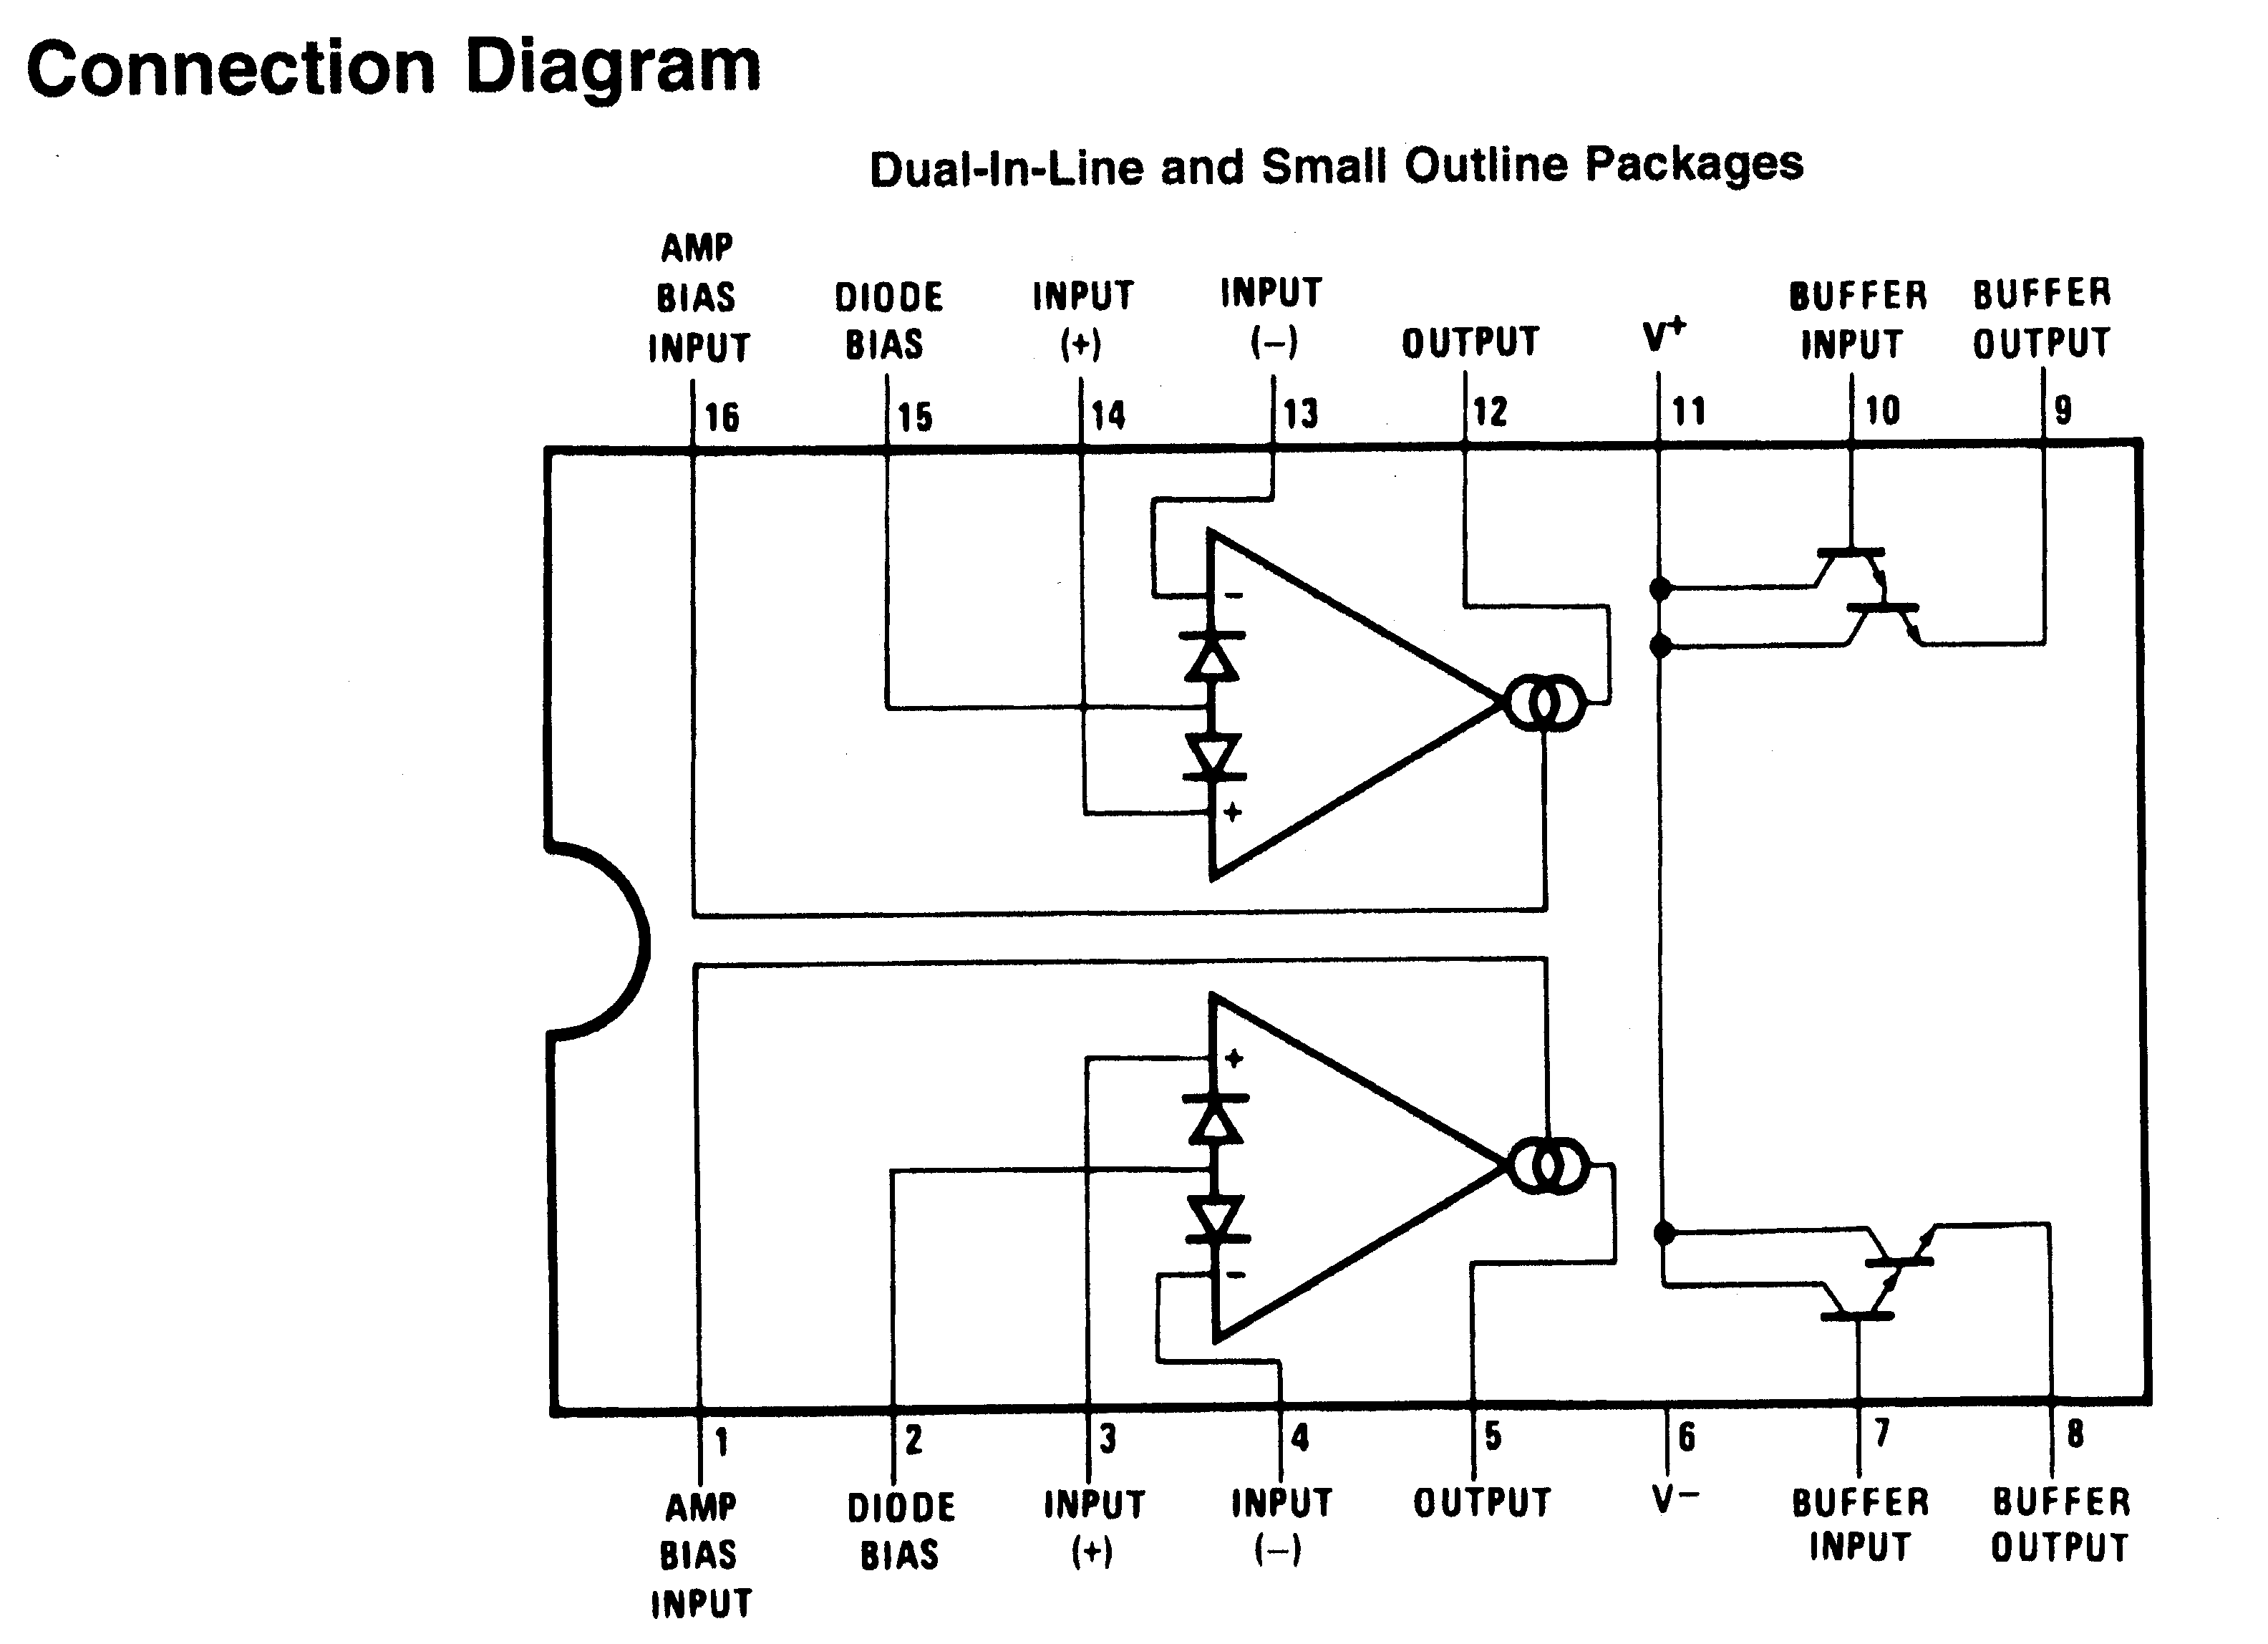 Connection Diagram
Dual-In-Line and Small Outline Packages
AMP
BIAS
INPUT
DIODE
BIAS
INPUT
(+)
INPUT
(−)
OUTPUT
V+
BUFFER
INPUT
BUFFER
OUTPUT
16
15
14
13
12
11
10
9
−
+
+
−
1
2
3
4
5
6
7
8
AMP
BIAS
INPUT
DIODE
BIAS
INPUT
(+)
INPUT
(−)
OUTPUT
V−
BUFFER
INPUT
BUFFER
OUTPUT